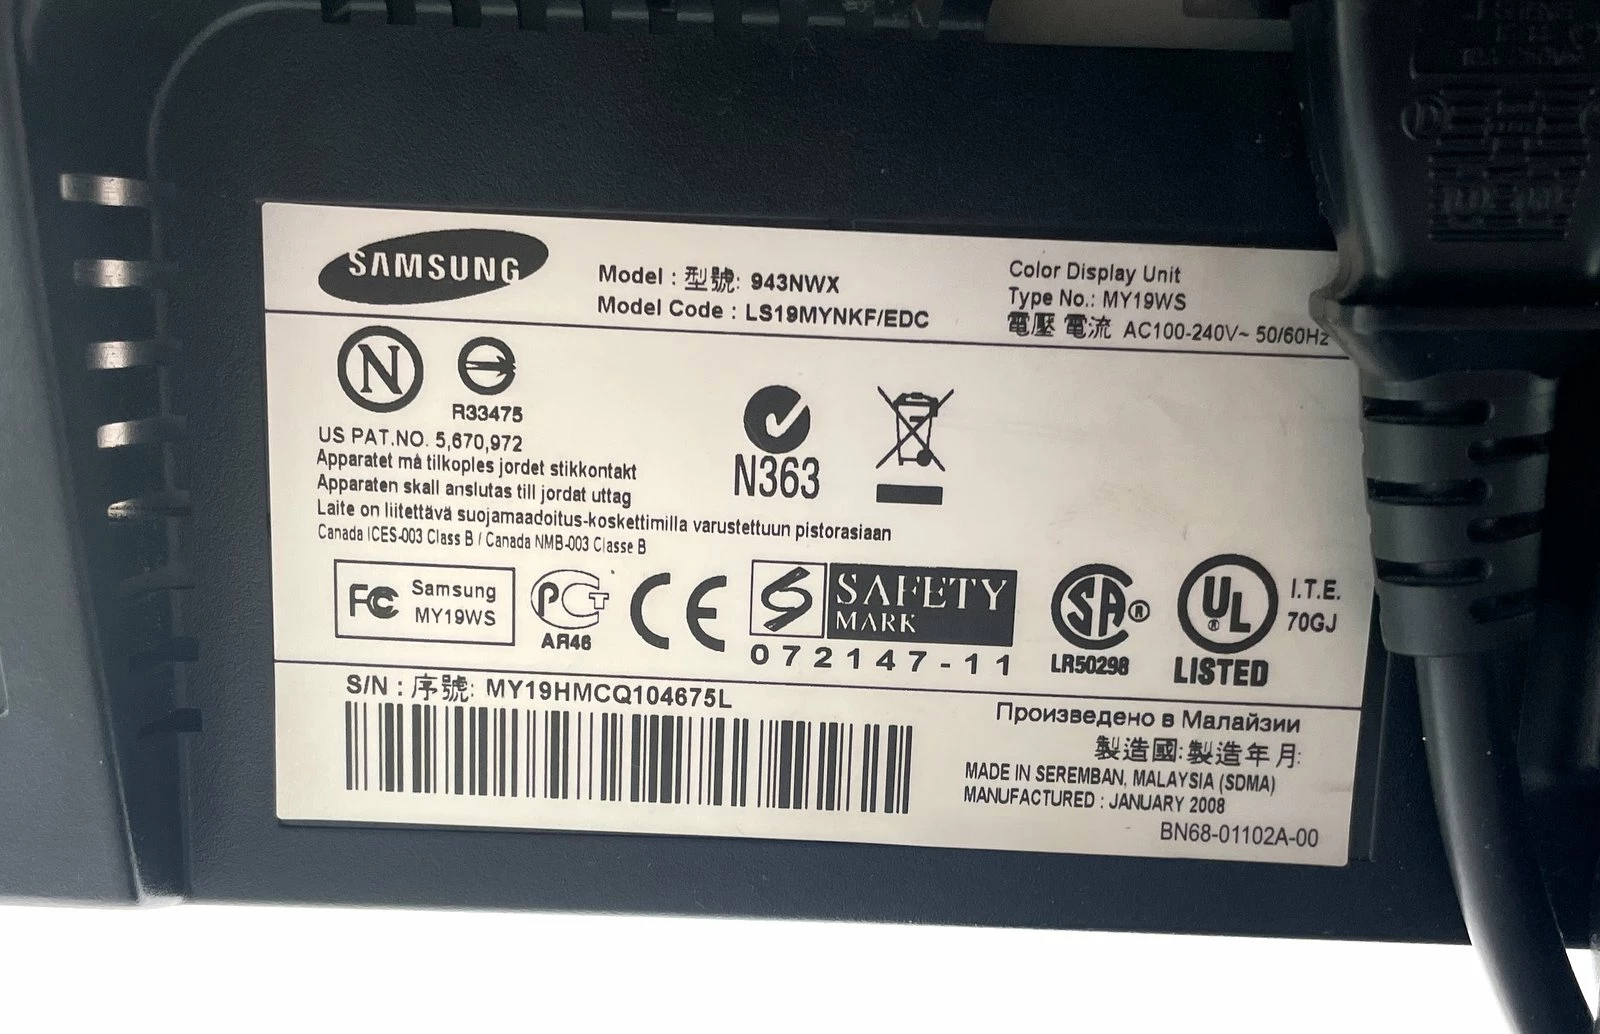 SAMSUNG
Model : 型號: 943NWX
Model Code : LS19MYNKF/EDC
Color Display Unit
Type No.: MY19WS
電壓 電流 AC100-240V~ 50/60Hz
N
R33475
US PAT.NO. 5,670,972
Apparatet må tilkoples jordet stikkontakt
Apparaten skall anslutas till jordat uttag
Laite on liitettävä suojamaadoitus-koskettimilla varustettuun pistorasiaan
Canada ICES-003 Class B / Canada NMB-003 Classe B
N363
FC Samsung
MY19WS
PCT
AR46
CE
S SAFETY
MARK
072147-11
SA ®
LR50298
UL ®
LISTED
I.T.E.
70GJ
S/N : 序號: MY19HMCQ104675L
Произведено в Малайзии
製造國:製造年月:
MADE IN SEREMBAN, MALAYSIA (SDMA)
MANUFACTURED : JANUARY 2008
BN68-01102A-00